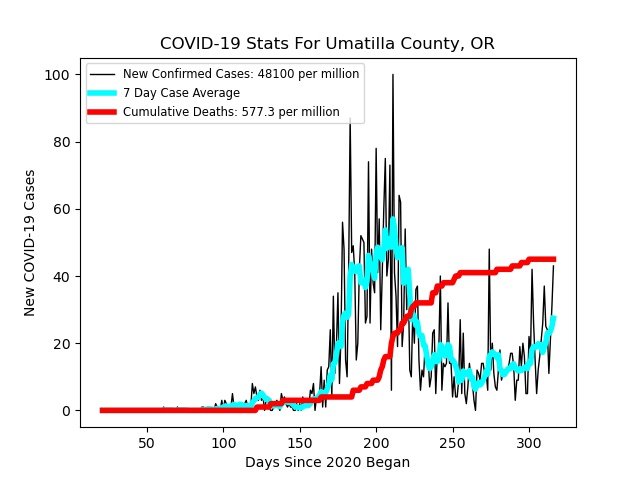 COVID-19 Stats For Umatilla County, OR
New Confirmed Cases: 48100 per million
7 Day Case Average
Cumulative Deaths: 577.3 per million
New COVID-19 Cases
100
80
60
40
20
0
50 100 150 200 250 300
Days Since 2020 Began